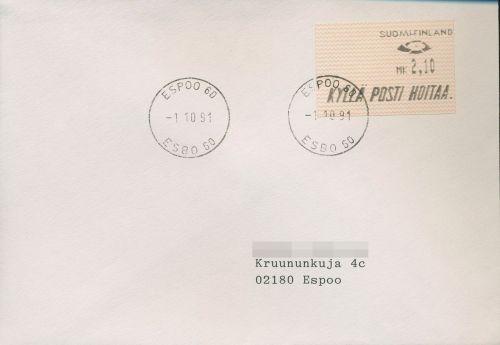 SUOMI-FINLAND
MK 2,10
KYLLÄ POSTI HOITAA.
ESPOO 60
-1 10 91
ESBO 60
ESPOO 60
-1 10 91
ESBO 60
Kruununkuja 4c
02180 Espoo